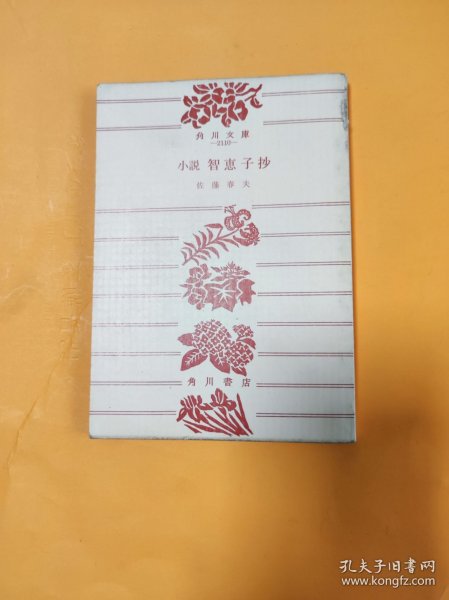 角川文庫
—2110—
小説 智恵子抄
佐藤春夫
角川書店
孔夫子旧书网
www.kongfz.com